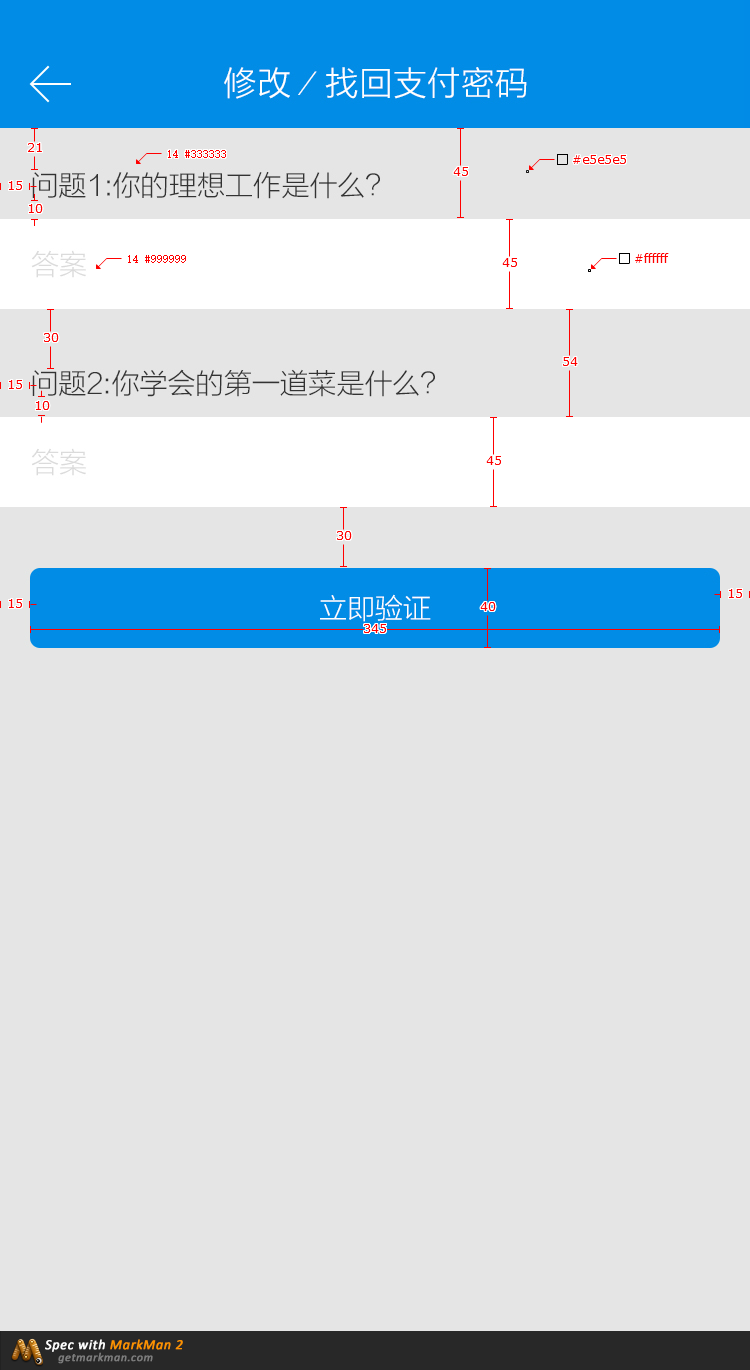 修改／找回支付密码
21
14 #333333
45
#e5e5e5
15
问题1:你的理想工作是什么？
10
答案
14 #999999
45
#ffffff
30
54
15
问题2:你学会的第一道菜是什么？
10
答案
45
30
15
立即验证
40
15
345
Spec with MarkMan 2
getmarkman.com